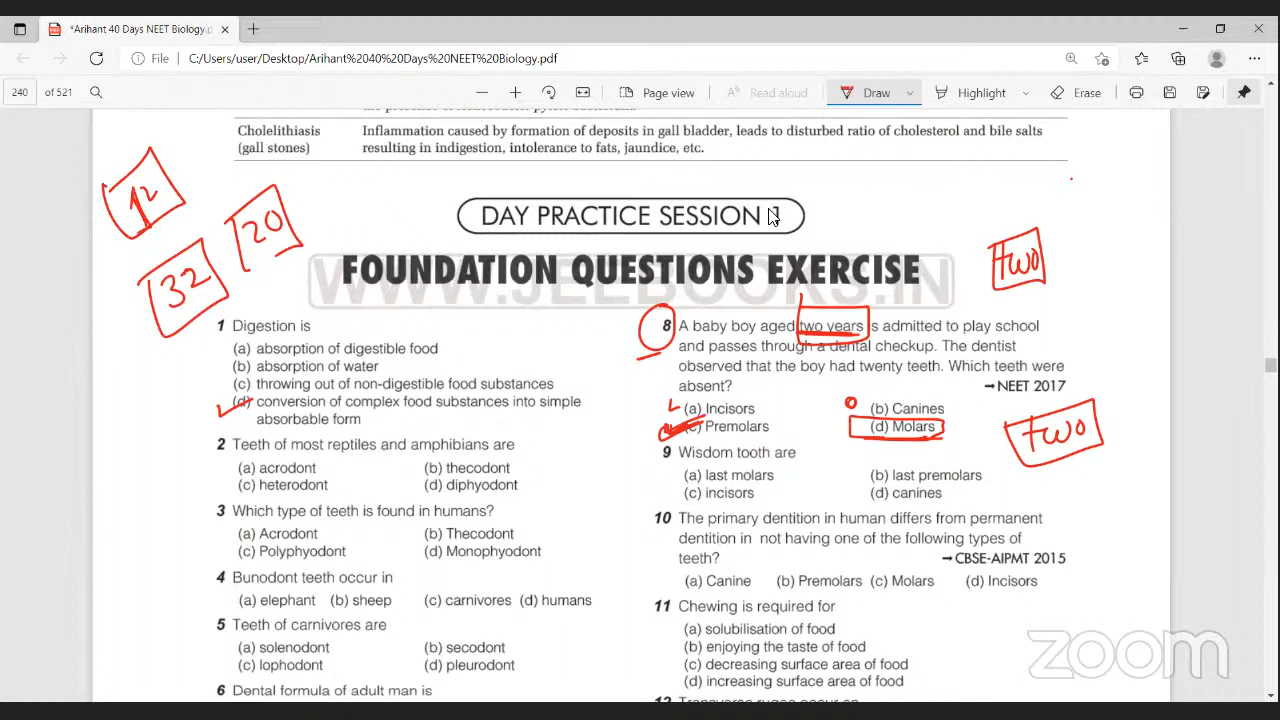 *Arihant 40 Days NEET Biology.p
File
C:/Users/user/Desktop/Arihant%2040%20Days%20NEET%20Biology.pdf
240 of 521
Page view
Read aloud
Draw
Highlight
Erase
Cholelithiasis Inflammation caused by formation of deposits in gall bladder, leads to disturbed ratio of cholesterol and bile salts
(gall stones) resulting in indigestion, intolerance to fats, jaundice, etc.
12
20
32
DAY PRACTICE SESSION 1
FOUNDATION QUESTIONS EXERCISE
WWW.JEEBOOKS.IN
two
1 Digestion is
(a) absorption of digestible food
(b) absorption of water
(c) throwing out of non-digestible food substances
(d) conversion of complex food substances into simple
absorbable form
2 Teeth of most reptiles and amphibians are
(a) acrodont (b) thecodont
(c) heterodont (d) diphyodont
3 Which type of teeth is found in humans?
(a) Acrodont (b) Thecodont
(c) Polyphyodont (d) Monophyodont
4 Bunodont teeth occur in
(a) elephant (b) sheep (c) carnivores (d) humans
5 Teeth of carnivores are
(a) solenodont (b) secodont
(c) lophodont (d) pleurodont
6 Dental formula of adult man is
8 A baby boy aged two years is admitted to play school
and passes through a dental checkup. The dentist
observed that the boy had twenty teeth. Which teeth were
absent? →NEET 2017
(a) Incisors (b) Canines
(c) Premolars (d) Molars
two
9 Wisdom tooth are
(a) last molars (b) last premolars
(c) incisors (d) canines
10 The primary dentition in human differs from permanent
dentition in not having one of the following types of
teeth? →CBSE-AIPMT 2015
(a) Canine (b) Premolars (c) Molars (d) Incisors
11 Chewing is required for
(a) solubilisation of food
(b) enjoying the taste of food
(c) decreasing surface area of food
(d) increasing surface area of food
zoom